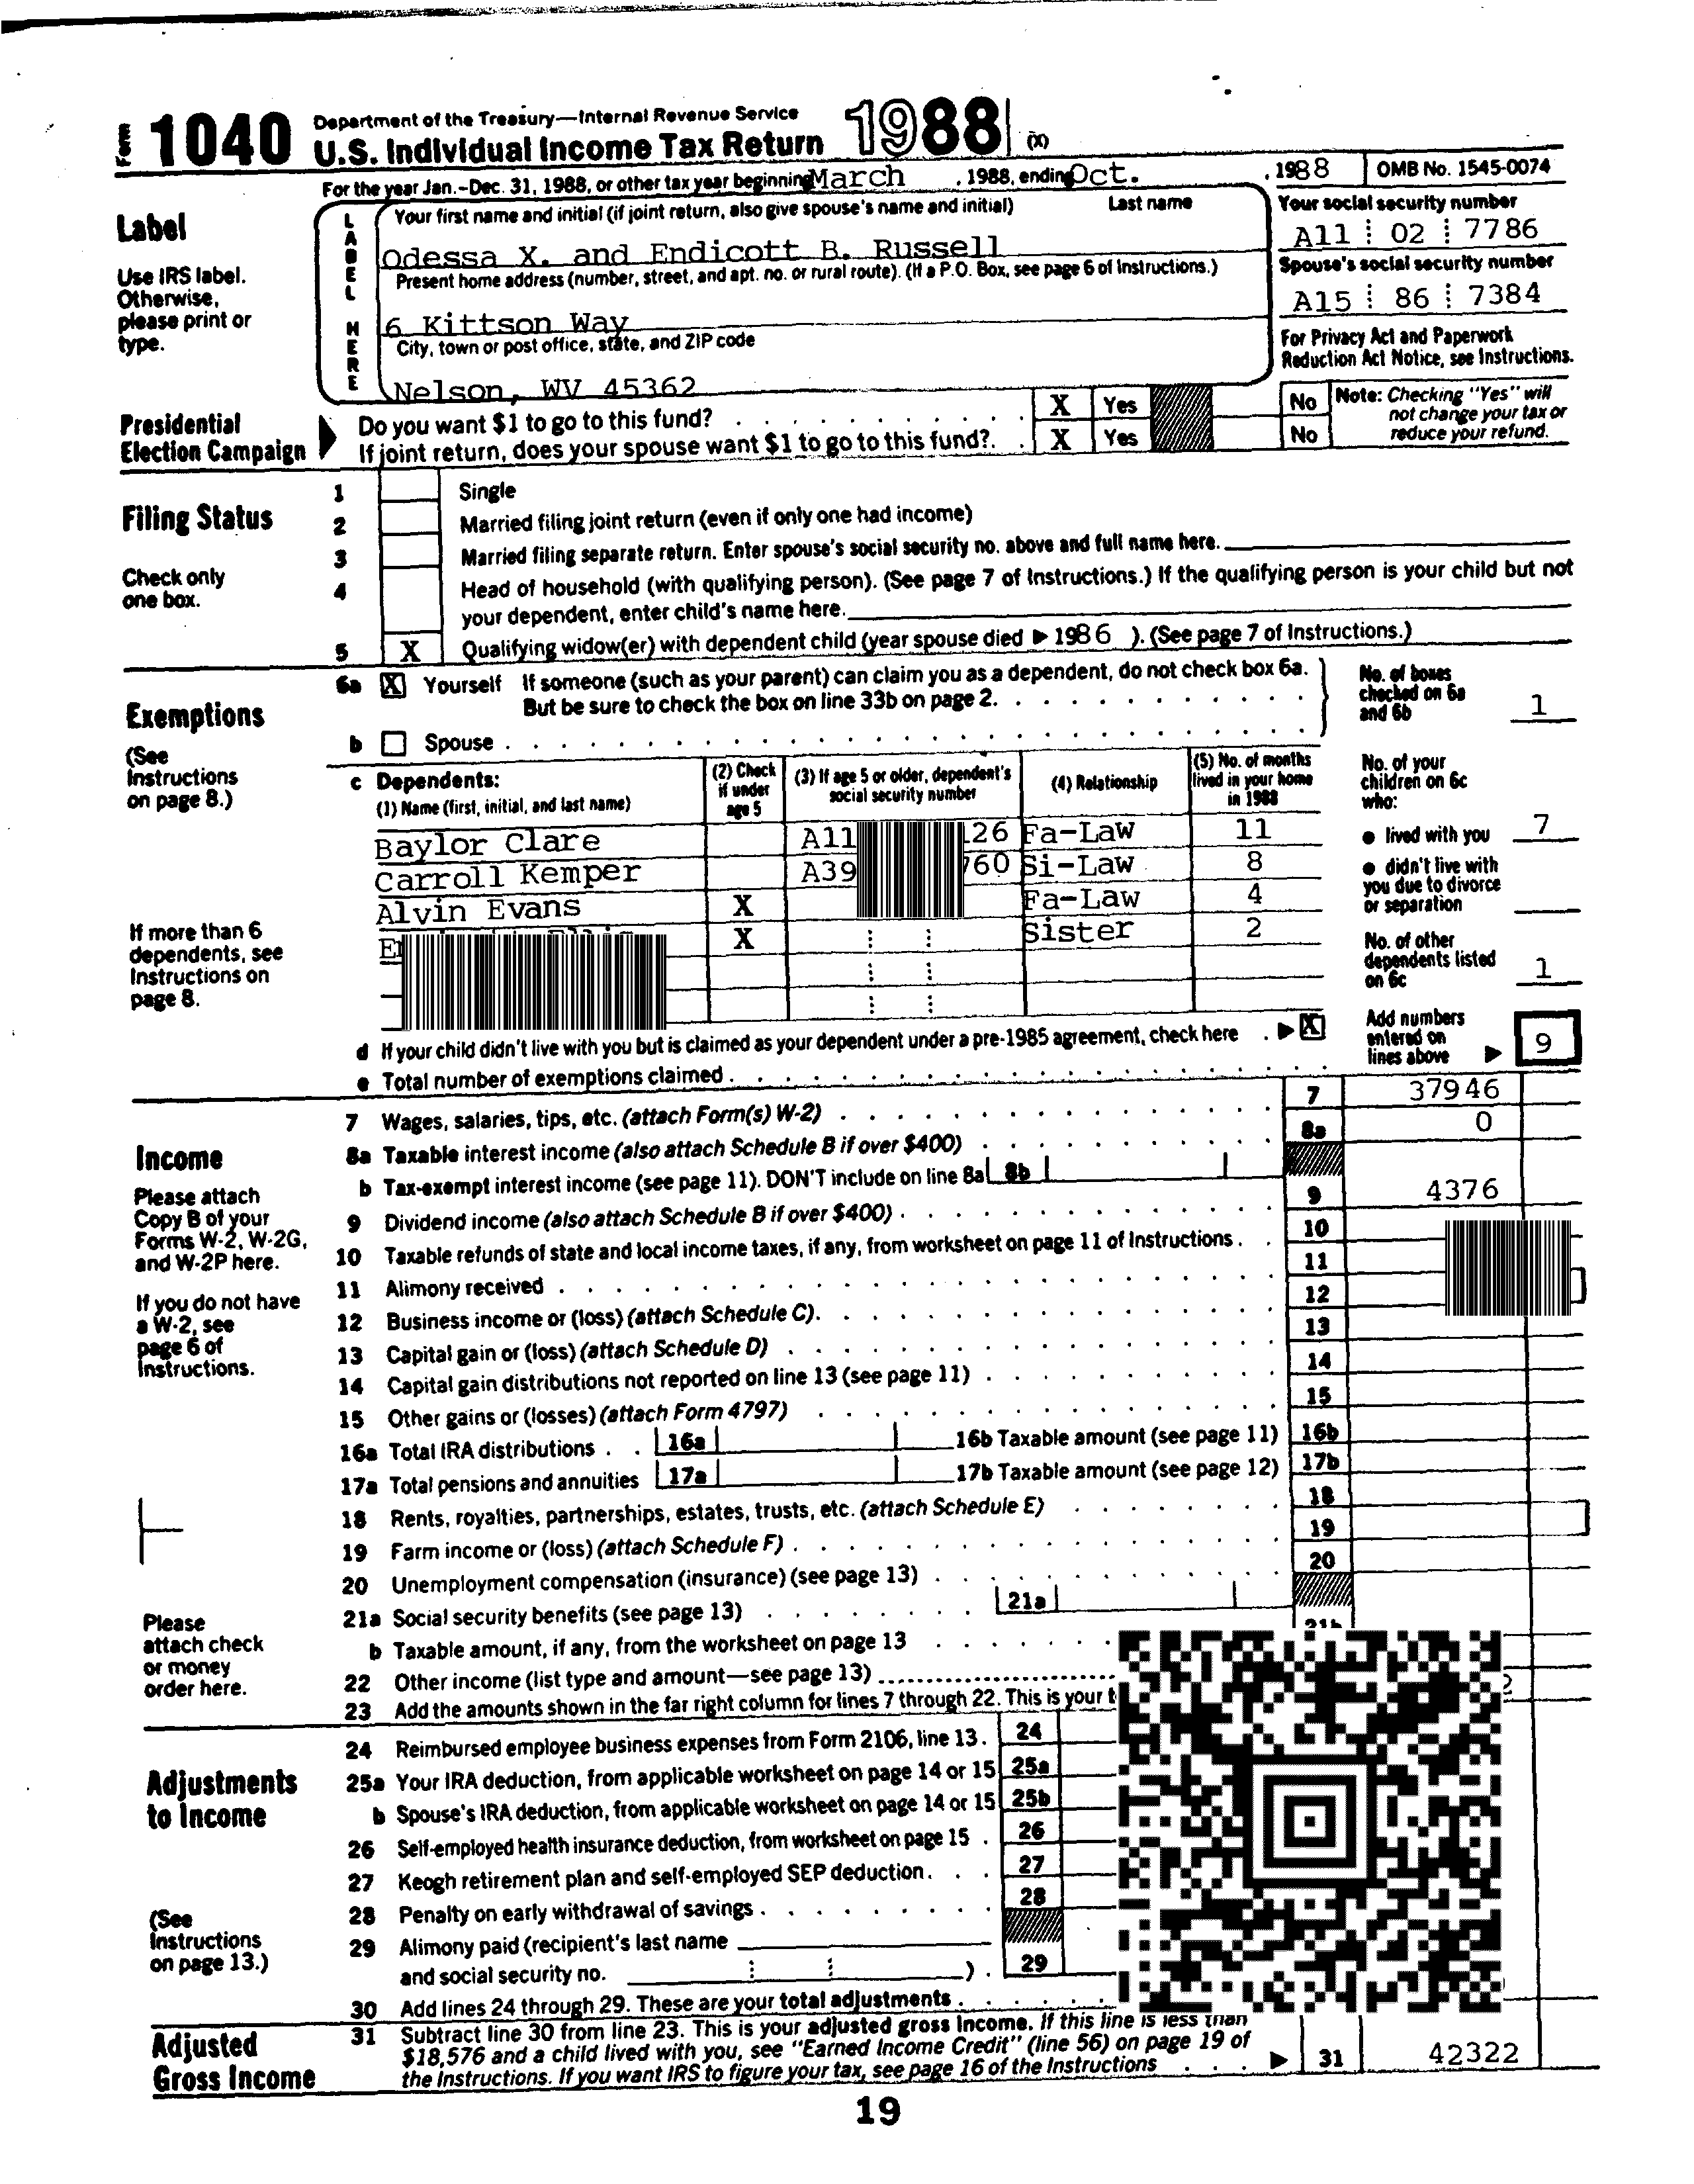 Form 1040 Department of the Treasury—Internal Revenue Service
U.S. Individual Income Tax Return 1988 (X)
For the year Jan.-Dec. 31, 1988, or other tax year beginning March , 1988, ending Oct. , 1988 OMB No. 1545-0074
Label
Use IRS label.
Otherwise,
please print or
type.
LABEL HERE
Your first name and initial (if joint return, also give spouse's name and initial) Last name
Odessa X. and Endicott B. Russell
Present home address (number, street, and apt. no. or rural route). (If a P.O. Box, see page 6 of Instructions.)
6 Kittson Way
City, town or post office, state, and ZIP code
Nelson, WV 45362
Your social security number
A11 02 7786
Spouse's social security number
A15 86 7384
For Privacy Act and Paperwork
Reduction Act Notice, see Instructions.
Presidential
Election Campaign
Do you want $1 to go to this fund? X Yes No
If joint return, does your spouse want $1 to go to this fund? X Yes No
Note: Checking "Yes" will
not change your tax or
reduce your refund.
Filing Status
Check only
one box.
1 Single
2 Married filing joint return (even if only one had income)
3 Married filing separate return. Enter spouse's social security no. above and full name here.
4 Head of household (with qualifying person). (See page 7 of Instructions.) If the qualifying person is your child but not
your dependent, enter child's name here.
5 X Qualifying widow(er) with dependent child (year spouse died ▶ 1986 ). (See page 7 of Instructions.)
Exemptions
(See
Instructions
on page 8.)
If more than 6
dependents, see
Instructions on
page 8.
6a X Yourself If someone (such as your parent) can claim you as a dependent, do not check box 6a.
But be sure to check the box on line 33b on page 2.
b Spouse
No. of boxes
checked on 6a
and 6b 1
c Dependents:
(1) Name (first, initial, and last name)
(2) Check
if under
age 5
(3) If age 5 or older, dependent's
social security number
(4) Relationship
(5) No. of months
lived in your home
in 1988
Baylor Clare A11 26 Fa-Law 11
Carroll Kemper A39 760 Si-Law 8
Alvin Evans X Fa-Law 4
X Sister 2
No. of your
children on 6c
who:
● lived with you 7
● didn't live with
you due to divorce
or separation
No. of other
dependents listed
on 6c 1
d If your child didn't live with you but is claimed as your dependent under a pre-1985 agreement, check here ▶ X
e Total number of exemptions claimed
Add numbers
entered on
lines above ▶ 9
Income
Please attach
Copy B of your
Forms W-2, W-2G,
and W-2P here.
If you do not have
a W-2, see
page 6 of
Instructions.
Please
attach check
or money
order here.
7 Wages, salaries, tips, etc. (attach Form(s) W-2) 7 37946
8a Taxable interest income (also attach Schedule B if over $400) 8a 0
b Tax-exempt interest income (see page 11). DON'T include on line 8a 8b
9 Dividend income (also attach Schedule B if over $400) 9 4376
10 Taxable refunds of state and local income taxes, if any, from worksheet on page 11 of Instructions 10
11 Alimony received 11
12 Business income or (loss) (attach Schedule C) 12
13 Capital gain or (loss) (attach Schedule D) 13
14 Capital gain distributions not reported on line 13 (see page 11) 14
15 Other gains or (losses) (attach Form 4797) 15
16a Total IRA distributions 16a 16b Taxable amount (see page 11) 16b
17a Total pensions and annuities 17a 17b Taxable amount (see page 12) 17b
18 Rents, royalties, partnerships, estates, trusts, etc. (attach Schedule E) 18
19 Farm income or (loss) (attach Schedule F) 19
20 Unemployment compensation (insurance) (see page 13) 20
21a Social security benefits (see page 13) 21a
b Taxable amount, if any, from the worksheet on page 13 21b
22 Other income (list type and amount—see page 13)
23 Add the amounts shown in the far right column for lines 7 through 22. This is your
Adjustments
to Income
(See
Instructions
on page 13.)
24 Reimbursed employee business expenses from Form 2106, line 13. 24
25a Your IRA deduction, from applicable worksheet on page 14 or 15 25a
b Spouse's IRA deduction, from applicable worksheet on page 14 or 15 25b
26 Self-employed health insurance deduction, from worksheet on page 15 26
27 Keogh retirement plan and self-employed SEP deduction 27
28 Penalty on early withdrawal of savings 28
29 Alimony paid (recipient's last name
and social security no. ) 29
30 Add lines 24 through 29. These are your total adjustments
Adjusted
Gross Income
31 Subtract line 30 from line 23. This is your adjusted gross income. If this line is less than
$18,576 and a child lived with you, see "Earned Income Credit" (line 56) on page 19 of
the Instructions. If you want IRS to figure your tax, see page 16 of the Instructions ▶ 31 42322
19